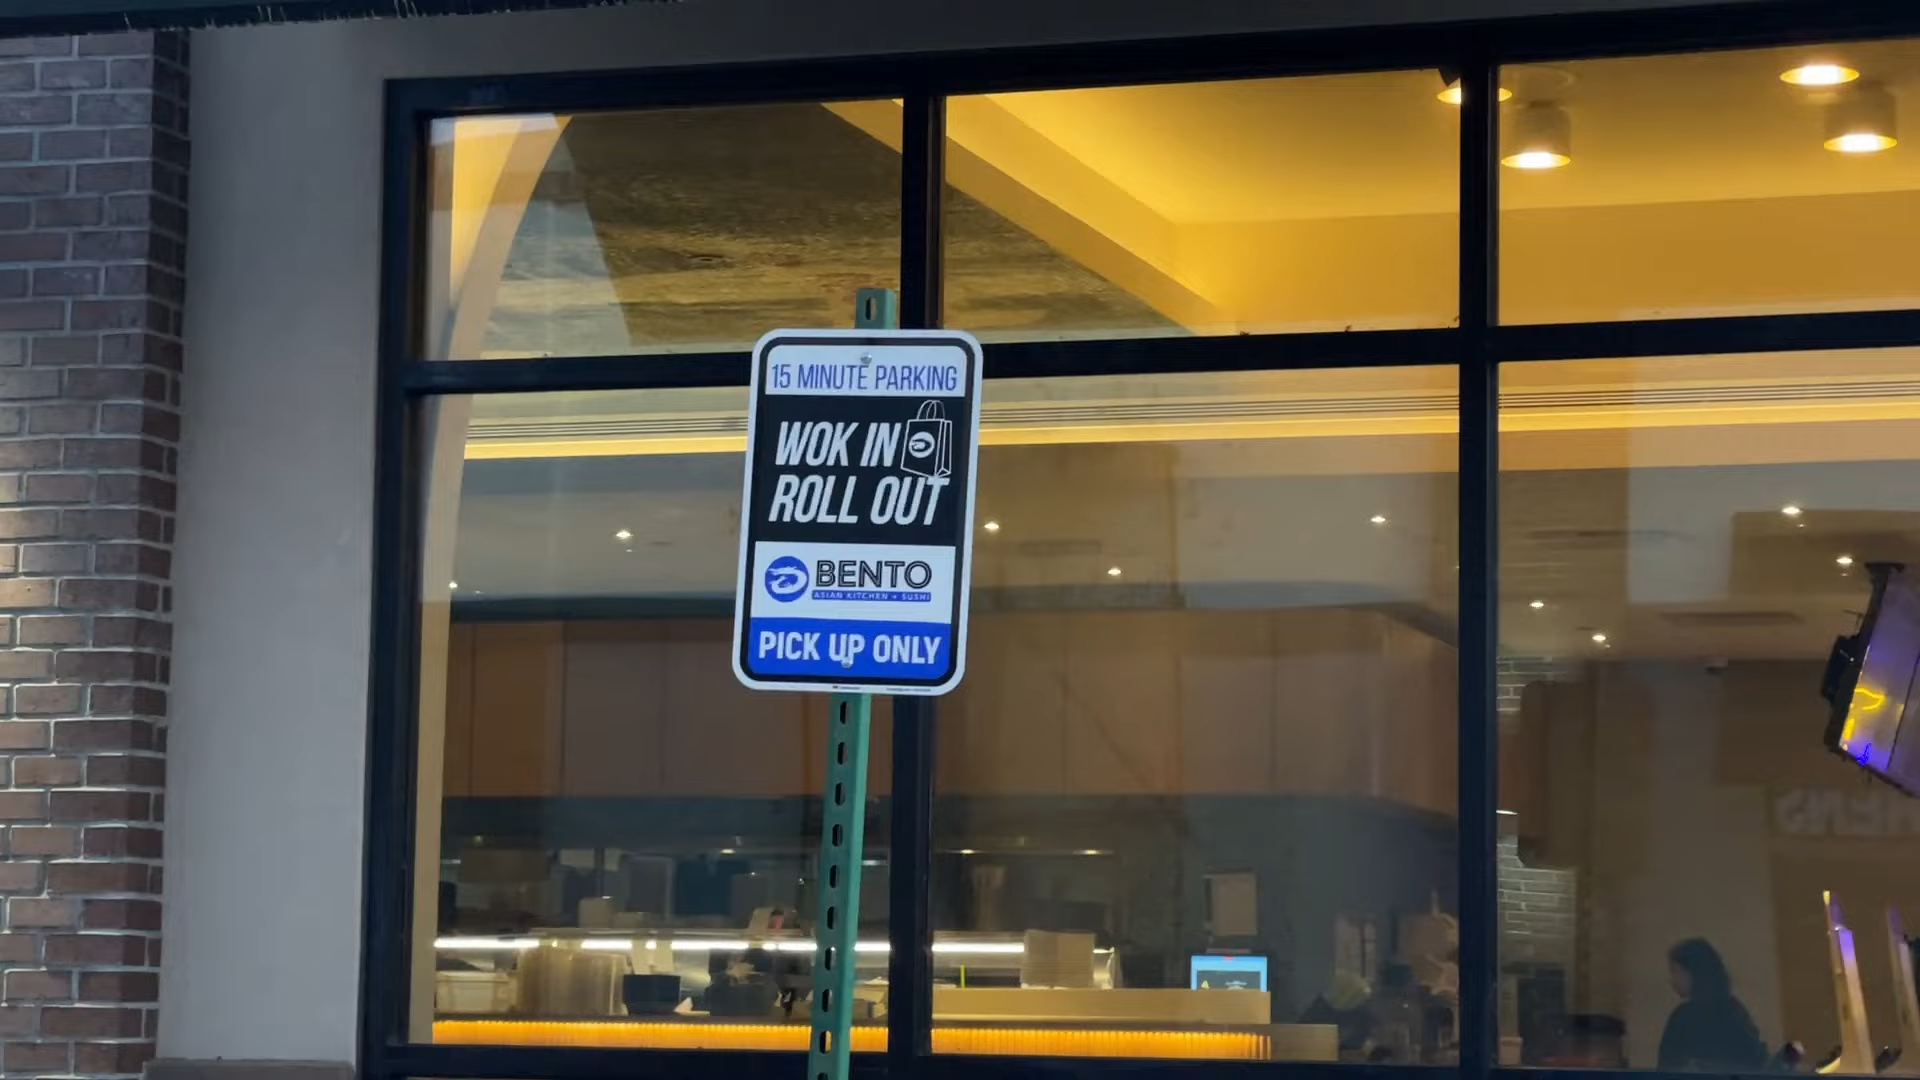 15 MINUTE PARKING
WOK IN
ROLL OUT
BENTO
ASIAN KITCHEN + SUSHI
PICK UP ONLY